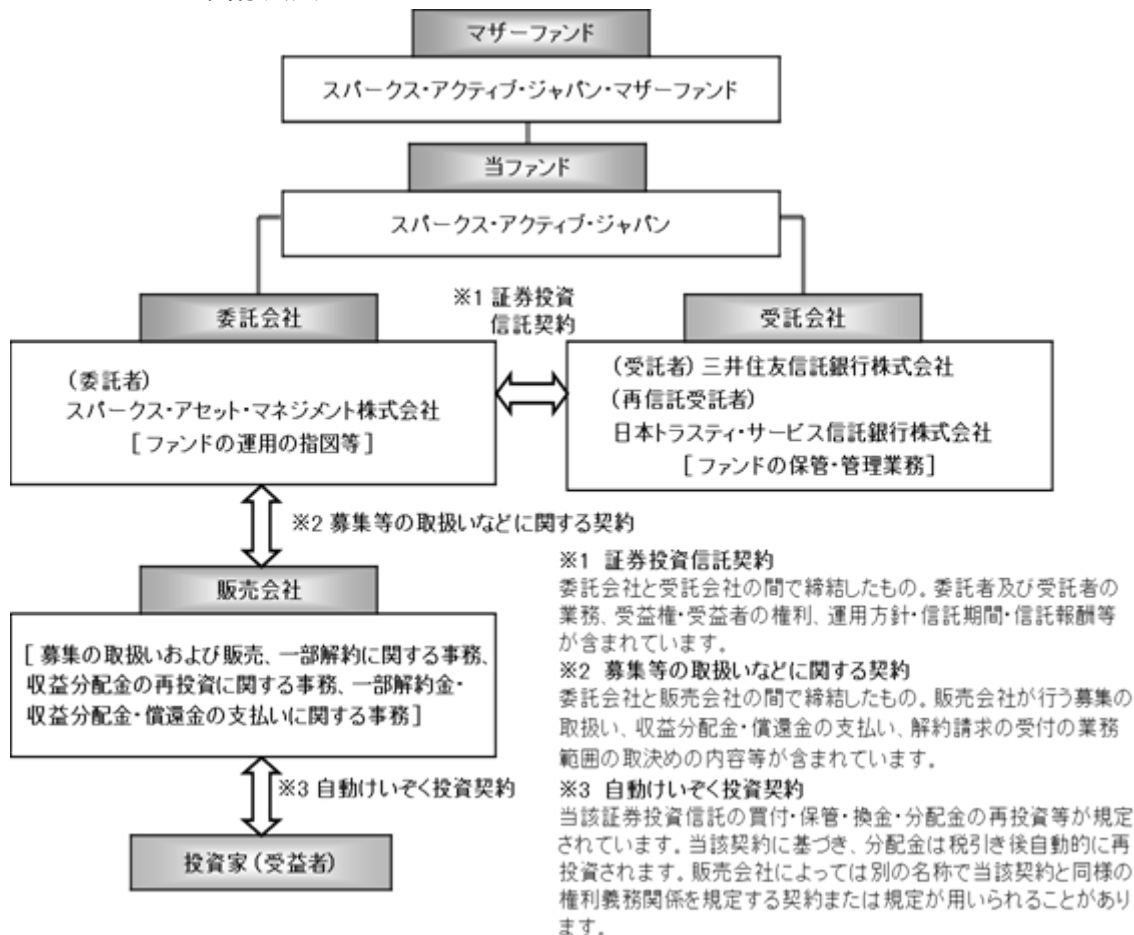 マザーファンド
スパークス・アクティブ・ジャパン・マザーファンド
当ファンド
スパークス・アクティブ・ジャパン
※1 証券投資
信託契約
委託会社
(委託者)
スパークス・アセット・マネジメント株式会社
[ファンドの運用の指図等]
受託会社
(受託者) 三井住友信託銀行株式会社
(再信託受託者)
日本トラスティ・サービス信託銀行株式会社
[ファンドの保管・管理業務]
※2 募集等の取扱いなどに関する契約
販売会社
[募集の取扱いおよび販売、一部解約に関する事務、
収益分配金の再投資に関する事務、一部解約金・
収益分配金・償還金の支払いに関する事務]
※3 自動けいぞく投資契約
投資家(受益者)
※1 証券投資信託契約
委託会社と受託会社の間で締結したもの。委託者及び受託者の
業務、受益権・受益者の権利、運用方針・信託期間・信託報酬等
が含まれています。
※2 募集等の取扱いなどに関する契約
委託会社と販売会社の間で締結したもの。販売会社が行う募集の
取扱い、収益分配金・償還金の支払い、解約請求の受付の業務
範囲の取決めの内容等が含まれています。
※3 自動けいぞく投資契約
当該証券投資信託の買付・保管・換金・分配金の再投資等が規定
されています。当該契約に基づき、分配金は税引き後自動的に再
投資されます。販売会社によっては別の名称で当該契約と同様の
権利義務関係を規定する契約または規定が用いられることがあり
ます。